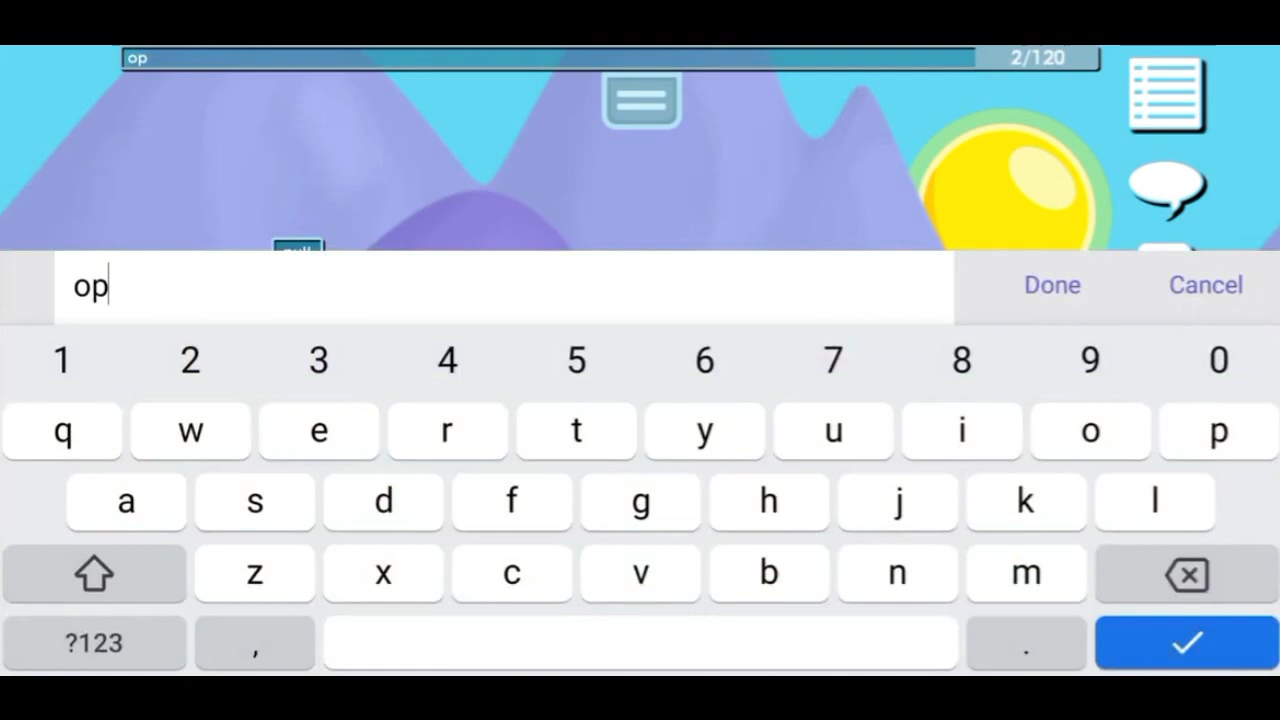 op 2/120
op Done Cancel
1 2 3 4 5 6 7 8 9 0
q w e r t y u i o p
a s d f g h j k l
z x c v b n m
?123 , .